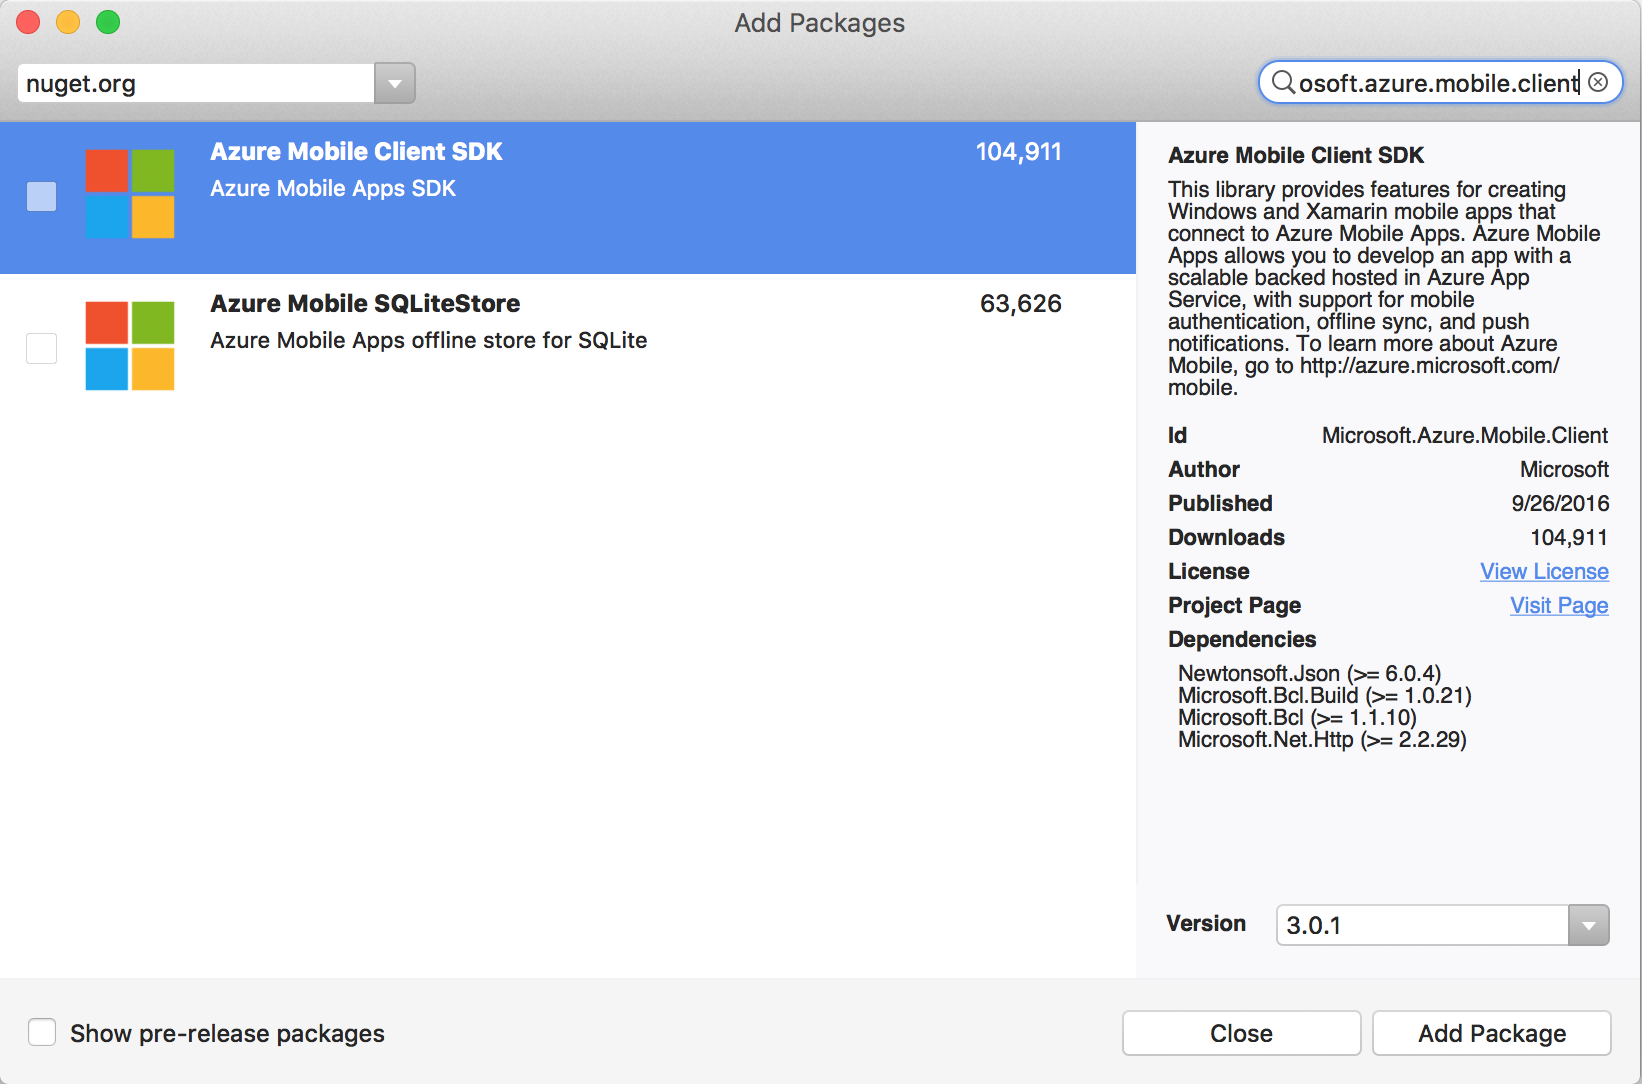 Add Packages
nuget.org
osoft.azure.mobile.client
Azure Mobile Client SDK
104,911
Azure Mobile Apps SDK
Azure Mobile SQLiteStore
63,626
Azure Mobile Apps offline store for SQLite
Azure Mobile Client SDK
This library provides features for creating
Windows and Xamarin mobile apps that
connect to Azure Mobile Apps. Azure Mobile
Apps allows you to develop an app with a
scalable backed hosted in Azure App
Service, with support for mobile
authentication, offline sync, and push
notifications. To learn more about Azure
Mobile, go to http://azure.microsoft.com/
mobile.
Id Microsoft.Azure.Mobile.Client
Author Microsoft
Published 9/26/2016
Downloads 104,911
License View License
Project Page Visit Page
Dependencies
Newtonsoft.Json (>= 6.0.4)
Microsoft.Bcl.Build (>= 1.0.21)
Microsoft.Bcl (>= 1.1.10)
Microsoft.Net.Http (>= 2.2.29)
Version 3.0.1
Show pre-release packages
Close
Add Package